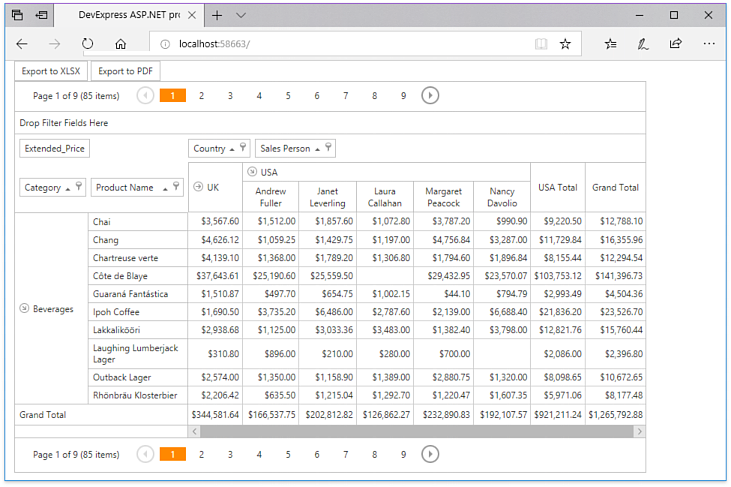 DevExpress ASP.NET pro
localhost:58663/
Export to XLSX Export to PDF
Page 1 of 9 (85 items) 1 2 3 4 5 6 7 8 9
Drop Filter Fields Here
Extended_Price Country Sales Person
Category Product Name UK USA USA Total Grand Total
Andrew Fuller Janet Leverling Laura Callahan Margaret Peacock Nancy Davolio
Beverages
Chai $3,567.60 $1,512.00 $1,857.60 $1,072.80 $3,787.20 $990.90 $9,220.50 $12,788.10
Chang $4,626.12 $1,059.25 $1,429.75 $1,197.00 $4,756.84 $3,287.00 $11,729.84 $16,355.96
Chartreuse verte $4,139.10 $1,368.00 $1,789.20 $1,306.80 $1,794.60 $1,896.84 $8,155.44 $12,294.54
Côte de Blaye $37,643.61 $25,190.60 $25,559.50 $29,432.95 $23,570.07 $103,753.12 $141,396.73
Guaraná Fantástica $1,510.87 $497.70 $654.75 $1,002.15 $44.10 $794.79 $2,993.49 $4,504.36
Ipoh Coffee $1,690.50 $3,735.20 $6,486.00 $2,787.60 $2,139.00 $6,688.40 $21,836.20 $23,526.70
Lakkalikööri $2,938.68 $1,125.00 $3,033.36 $3,483.00 $1,382.40 $3,798.00 $12,821.76 $15,760.44
Laughing Lumberjack Lager $310.80 $896.00 $210.00 $280.00 $700.00 $2,086.00 $2,396.80
Outback Lager $2,574.00 $1,350.00 $1,158.90 $1,389.00 $2,880.75 $1,320.00 $8,098.65 $10,672.65
Rhönbräu Klosterbier $2,206.42 $635.50 $1,215.04 $1,292.70 $1,220.47 $1,607.35 $5,971.06 $8,177.48
Grand Total $344,581.64 $166,537.75 $202,812.82 $126,862.27 $232,890.83 $192,107.57 $921,211.24 $1,265,792.88
Page 1 of 9 (85 items) 1 2 3 4 5 6 7 8 9